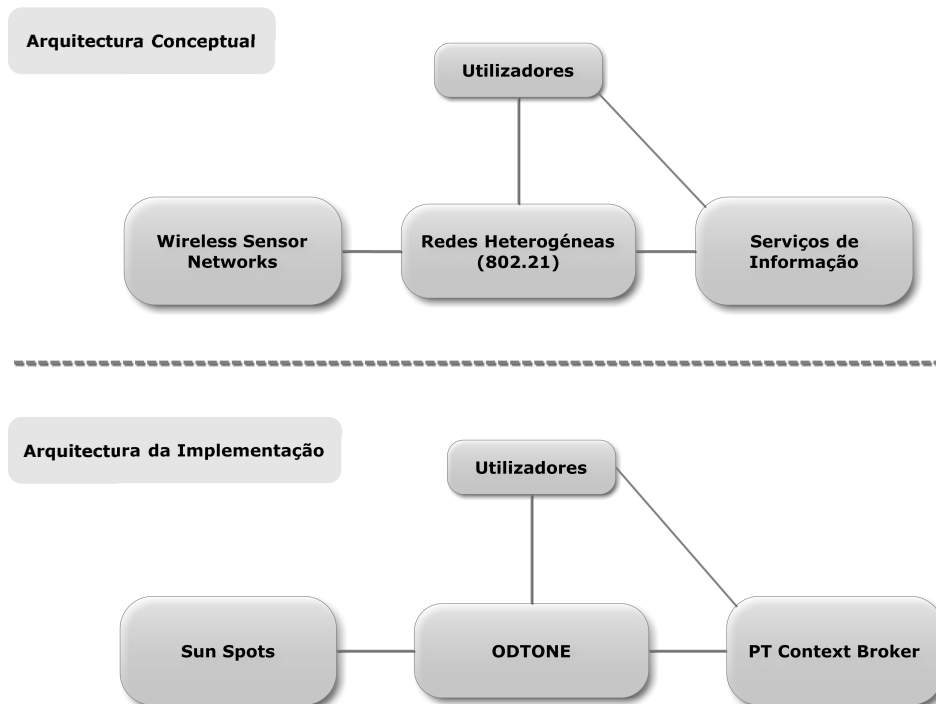 Arquitectura Conceptual
Utilizadores
Wireless Sensor
Networks
Redes Heterogéneas
(802.21)
Serviços de
Informação
Arquitectura da Implementação
Utilizadores
Sun Spots
ODTONE
PT Context Broker